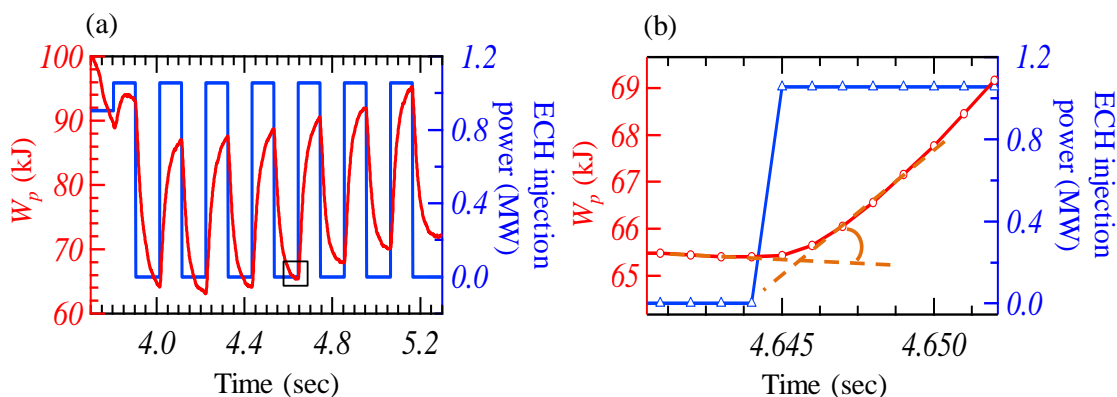 (a)
100
90
80
70
60
W_p (kJ)
1.2
0.8
0.4
0.0
ECH injection
power (MW)
4.0
4.4
4.8
5.2
Time (sec)
(b)
69
68
67
66
65
W_p (kJ)
1.2
0.8
0.4
0.0
ECH injection
power (MW)
4.645
4.650
Time (sec)